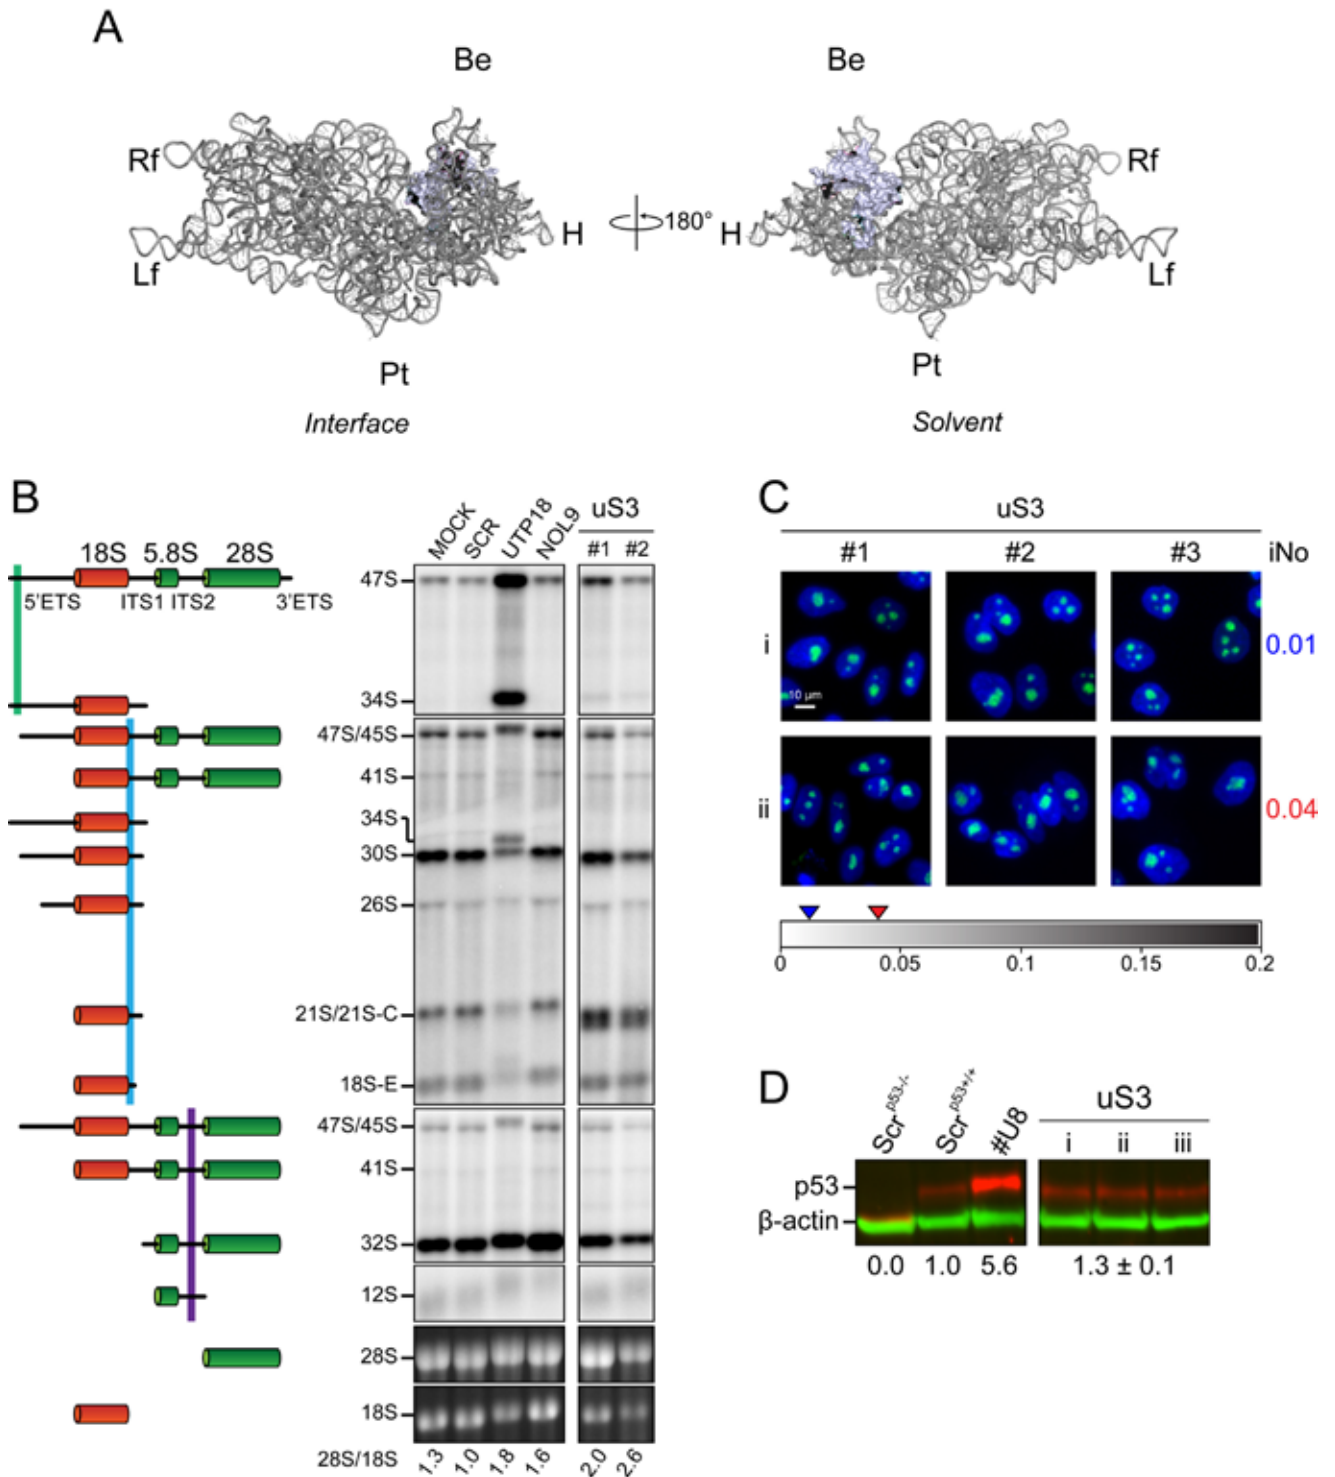 A
Be Be
Rf Rf
H 180° H
Lf Lf
Pt Pt
Interface Solvent
B
MOCK SCR UTP18 NOL9 uS3
#1 #2
18S 5.8S 28S
5'ETS ITS1 ITS2 3'ETS
47S
34S
47S/45S
41S
34S
30S
26S
21S/21S-C
18S-E
47S/45S
41S
32S
12S
28S
18S
28S/18S 1.3 1.0 1.8 1.6 2.0 2.6
C
uS3
#1 #2 #3 iNo
i 0.01
10 µm
ii 0.04
0 0.05 0.1 0.15 0.2
D
Scr p53-/- Scr p53+/+ #U8 uS3
i ii iii
p53
β-actin
0.0 1.0 5.6 1.3 ± 0.1